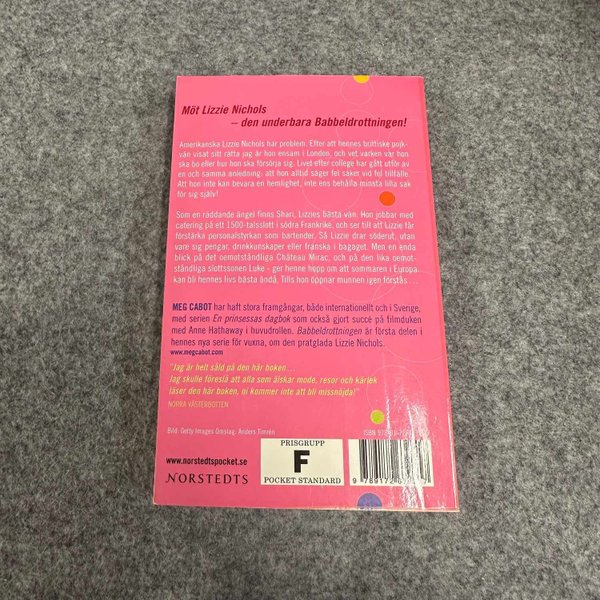 Möt Lizzie Nichols
– den underbara Babbeldrottningen!
Amerikanska Lizzie Nichols har problem. Efter att hennes brittiske pojk-
vän visat sitt rätta jag är hon ensam i London, och vet varken var hon
ska bo eller hur hon ska försörja sig. Livet efter college har gått utför av
en och samma anledning: att hon alltid säger fel saker vid fel tillfälle.
Att hon inte kan bevara en hemlighet, inte ens behålla minsta lilla sak
för sig själv!
Som en räddande ängel finns Shari, Lizzies bästa vän. Hon jobbar med
catering på ett 1500-talsslott i södra Frankrike, och ser till att Lizzie får
förstärka personalstyrkan som bartender. Så Lizzie drar söderut, utan
vare sig pengar, drinkkunskaper eller franska i bagaget. Men en enda
blick på det oemotståndliga Château Mirac, och på den lika oemot-
ståndliga slottssonen Luke - ger henne hopp om att sommaren i Europa
kan bli hennes livs bästa ändå. Tills hon öppnar munnen igen förstås...
MEG CABOT har haft stora framgångar, både internationellt och i Sverige,
med serien En prinsessas dagbok som också gjort succé på filmduken
med Anne Hathaway i huvudrollen. Babbeldrottningen är första delen i
hennes nya serie för vuxna, om den pratglada Lizzie Nichols.
www.megcabot.com
"Jag är helt såld på den här boken...
Jag skulle föreslå att alla som älskar mode, resor och kärlek
läser den här boken, ni kommer inte att bli missnöjda!"
NORRA VÄSTERBOTTEN
Bild: Getty Images Omslag: Anders Timrén
ISBN
www.norstedtspocket.se
NORSTEDTS
PRISGRUPP
F
POCKET STANDARD
9 789172